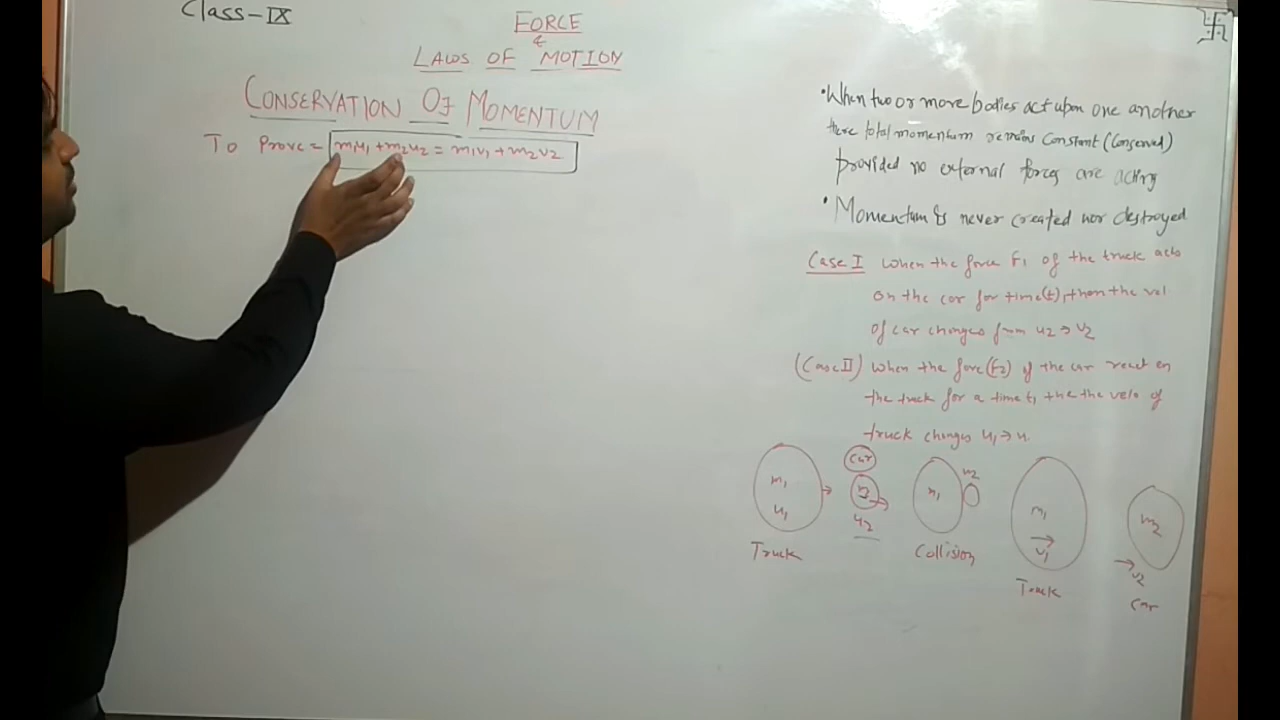 Class-IX
FORCE
&
LAWS OF MOTION
CONSERVATION OF MOMENTUM
To Prove = m1u1 + m2u2 = m1v1 + m2v2
• When two or more bodies act upon one another
there total momentum remains constant (conserved)
provided no external forces are acting
• Momentum is never created nor destroyed
Case I When the force F1 of the truck acts
on the car for time(t), then the vel
of car changes from u2 → v2
(Case II) When the force(F2) of the car react on
the truck for a time t, the the velo of
truck changes u1 → u.
m1
u1
Truck
Car
u2
m1
m2
Collision
m1
v1
Truck
m2
v2
Car